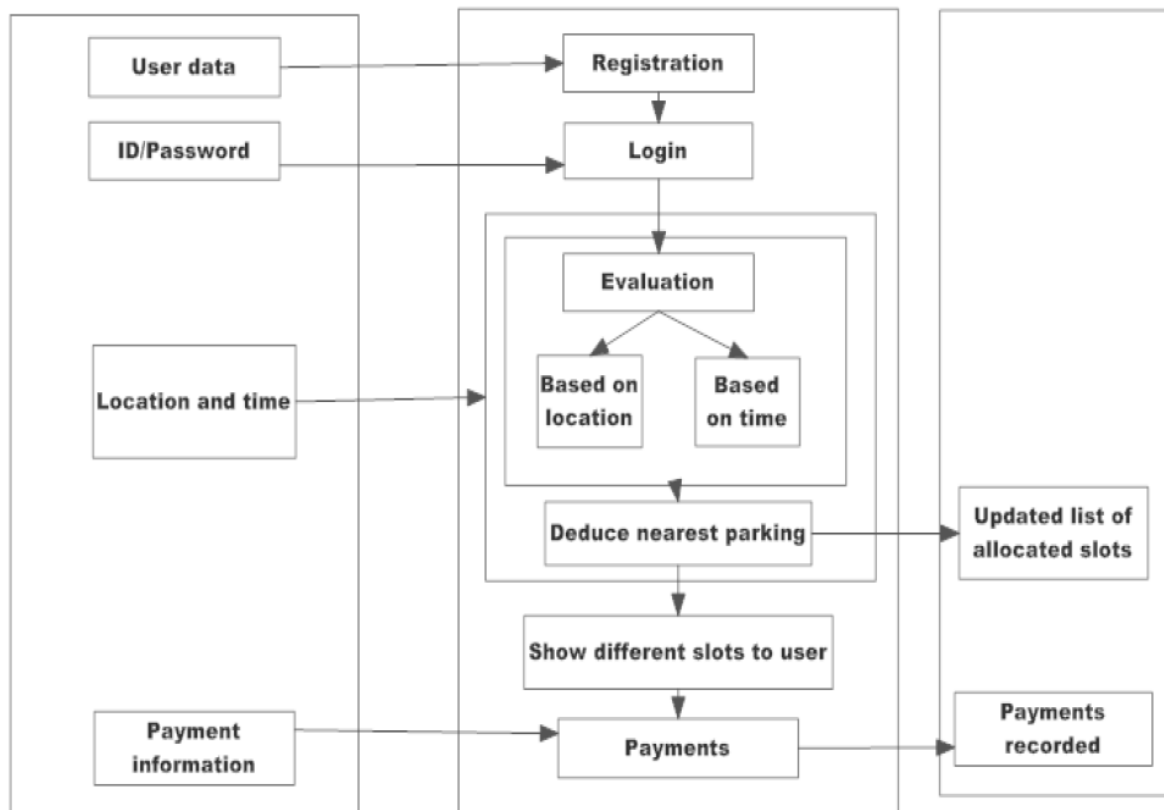 User data
Registration
ID/Password
Login
Evaluation
Location and time
Based on
location
Based
on time
Deduce nearest parking
Updated list of
allocated slots
Show different slots to user
Payment
information
Payments
Payments
recorded